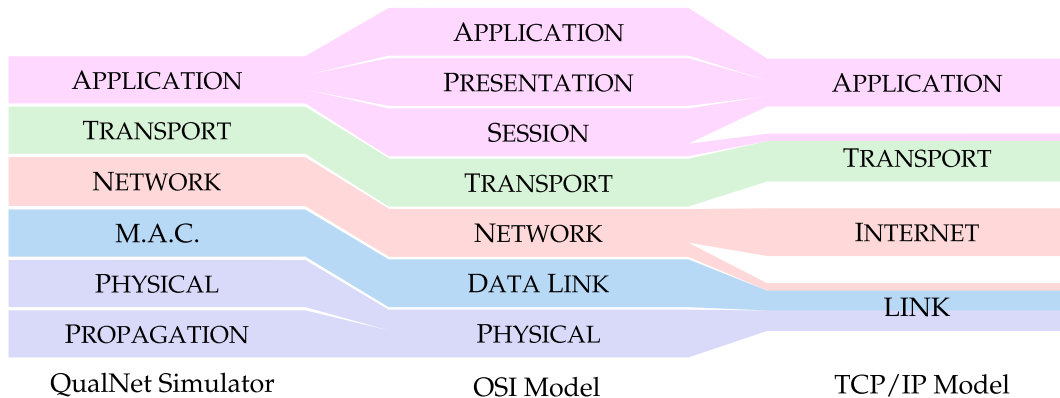 APPLICATION
TRANSPORT
NETWORK
M.A.C.
PHYSICAL
PROPAGATION
QualNet Simulator
APPLICATION
PRESENTATION
SESSION
TRANSPORT
NETWORK
DATA LINK
PHYSICAL
OSI Model
APPLICATION
TRANSPORT
INTERNET
LINK
TCP/IP Model